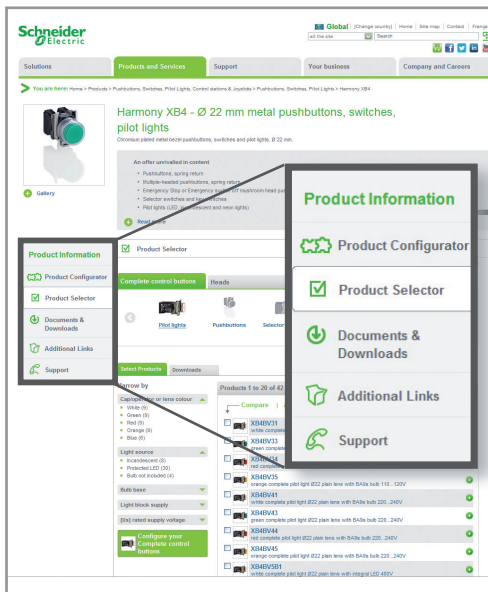 Schneider
Electric
Global [Change country] Home Site map Contact
all the site Search
Solutions
Products and Services
Support
Your business
Company and Careers
You are here: Home > Products > Pushbuttons, Switches, Pilot Lights, Control stations & Joysticks > Pushbuttons, Switches, Pilot Lights > Harmony XB4
Harmony XB4 - Ø 22 mm metal pushbuttons, switches,
pilot lights
Chromium plated metal bezel pushbuttons, switches and pilot lights, Ø 22 mm.
An offer unrivalled in content
• Pushbuttons, spring return
• Multiple-headed pushbuttons, spring return
• Emergency Stop or Emergency
mushroom head
• Selector switches and key switches
• Pilot lights (LED,
and neon lights)
Gallery
Read more
Product Information
Product Configurator
Product Selector
Documents &
Downloads
Additional Links
Support
Product Selector
Complete control buttons
Heads
Pilot lights
Pushbuttons
Selector
Select Products
Downloads
Narrow by
Cap/operator or lens colour
• White (9)
• Green (9)
• Red (9)
• Orange (9)
• Blue (6)
Light source
• Incandescent (8)
• Protected LED (30)
• Bulb not included (4)
Bulb base
Light block supply
[Us] rated supply voltage
Configure your
Complete control
buttons
Products 1 to 20 of 42
Compare
XB4BV31
white complete
XB4BV33
green complete
XB4BV34
red complete
XB4BV35
orange complete pilot light Ø22 plain lens with BA9s bulb 110...120V
XB4BV41
white complete pilot light Ø22 plain lens with BA9s bulb 220...240V
XB4BV43
green complete pilot light Ø22 plain lens with BA9s bulb 220...240V
XB4BV44
red complete pilot light Ø22 plain lens with BA9s bulb 220...240V
XB4BV45
orange complete pilot light Ø22 plain lens with BA9s bulb 220...240V
XB4BV5B1
white complete pilot light Ø22 plain lens with integral LED 400V
Product Information
Product Configurator
Product Selector
Documents &
Downloads
Additional Links
Support